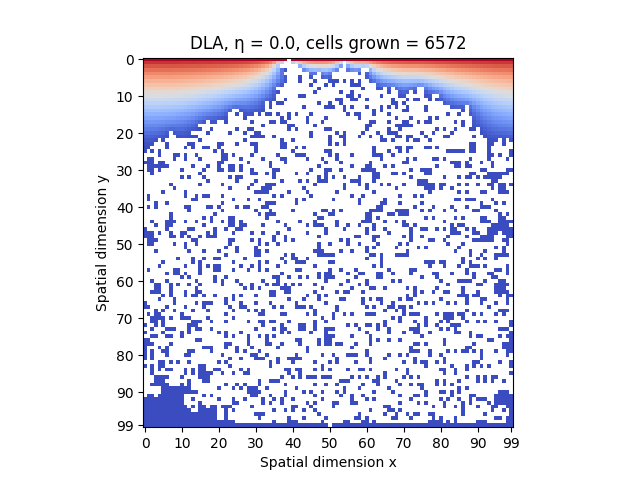 DLA, η = 0.0, cells grown = 6572
0
10
20
30
40
50
60
70
80
90
99
Spatial dimension y
0 10 20 30 40 50 60 70 80 90 99
Spatial dimension x